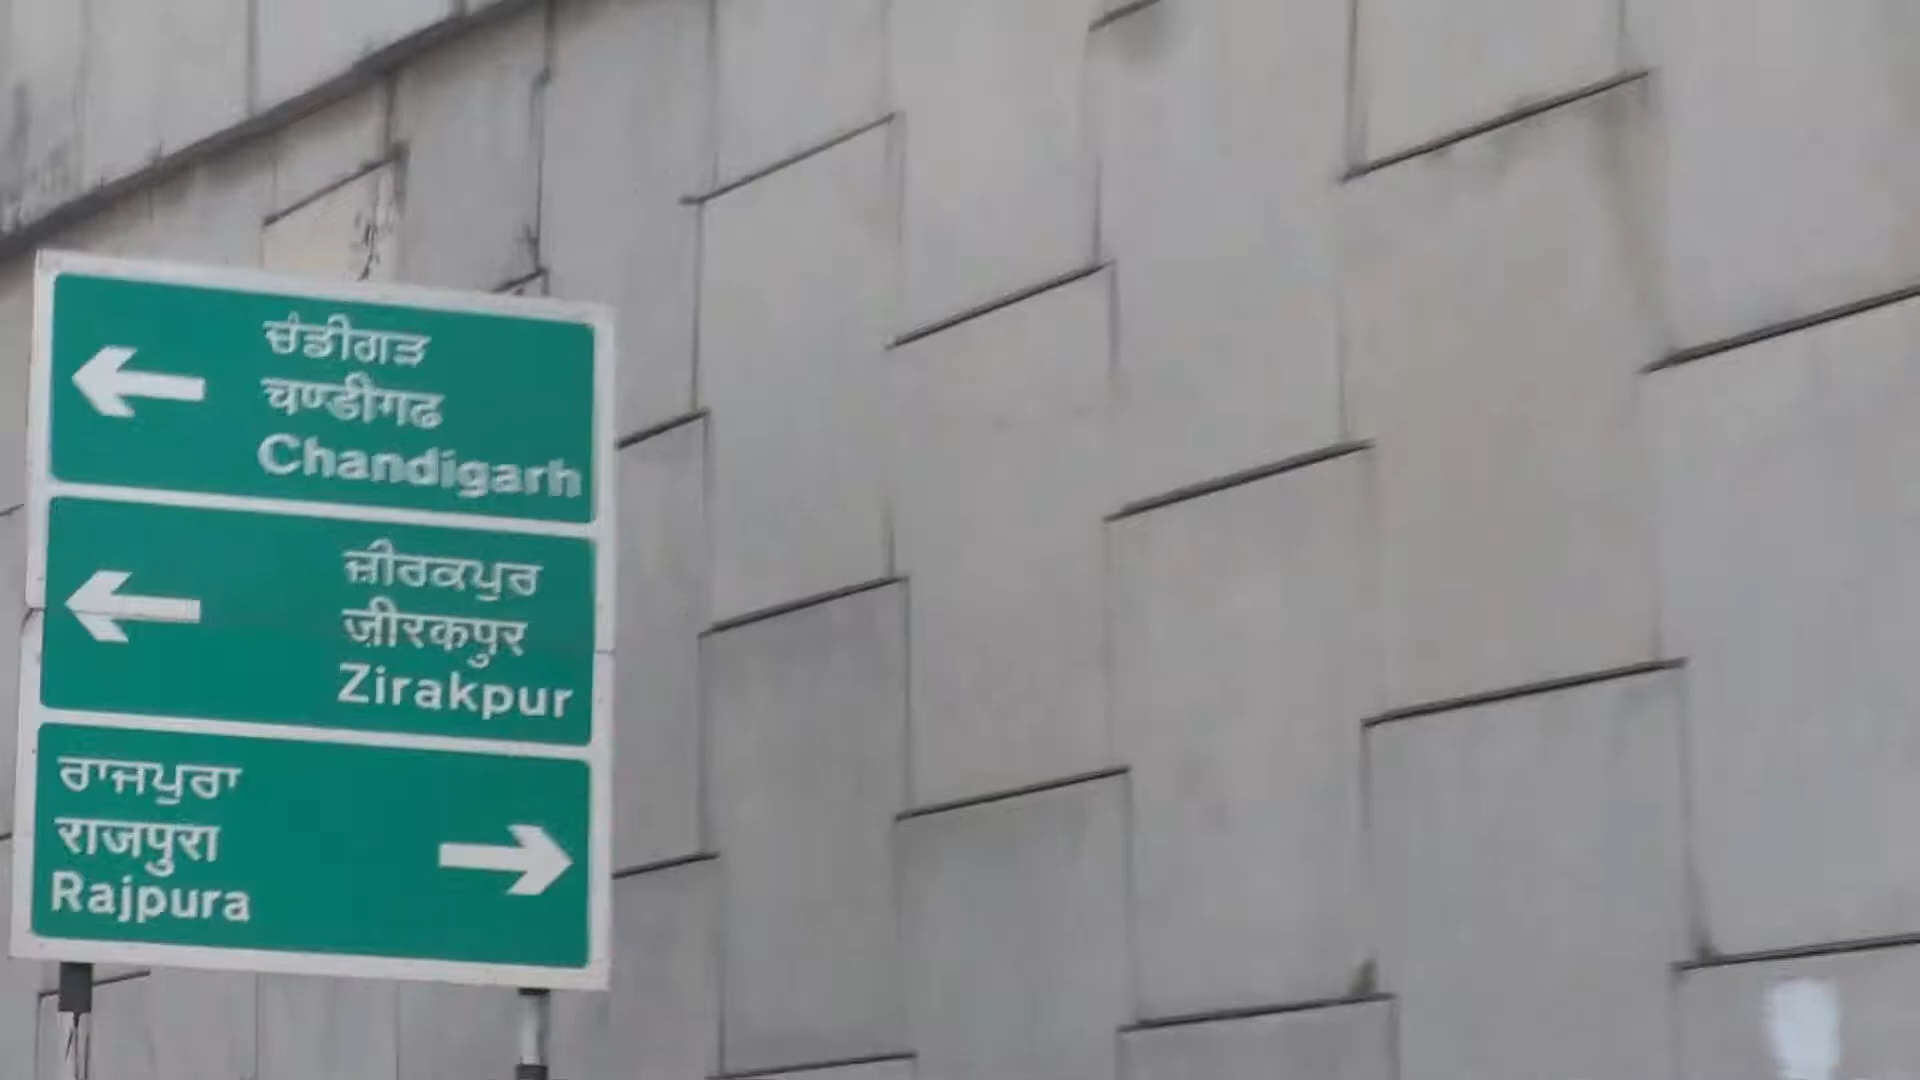 ਚੰਡੀਗੜ
चण्डीगढ
Chandigarh
ਜ਼ੀਰਕਪੁਰ
ज़ीरकपुर
Zirakpur
ਰਾਜਪੁਰਾ
राजपुरा
Rajpura